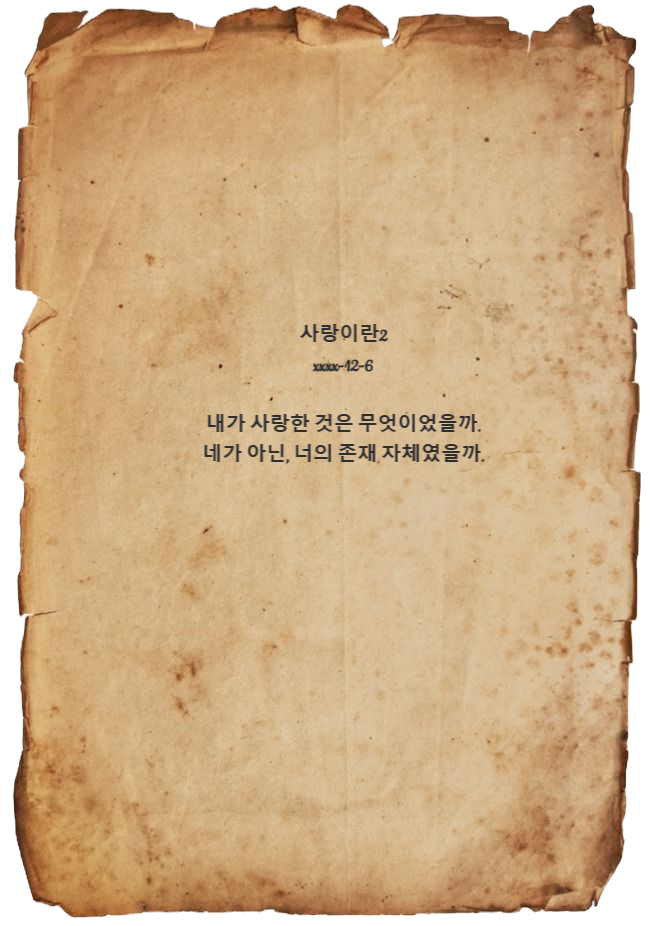 사랑이란2
xxxx-12-6
내가 사랑한 것은 무엇이었을까.
네가 아닌, 너의 존재 자체였을까.